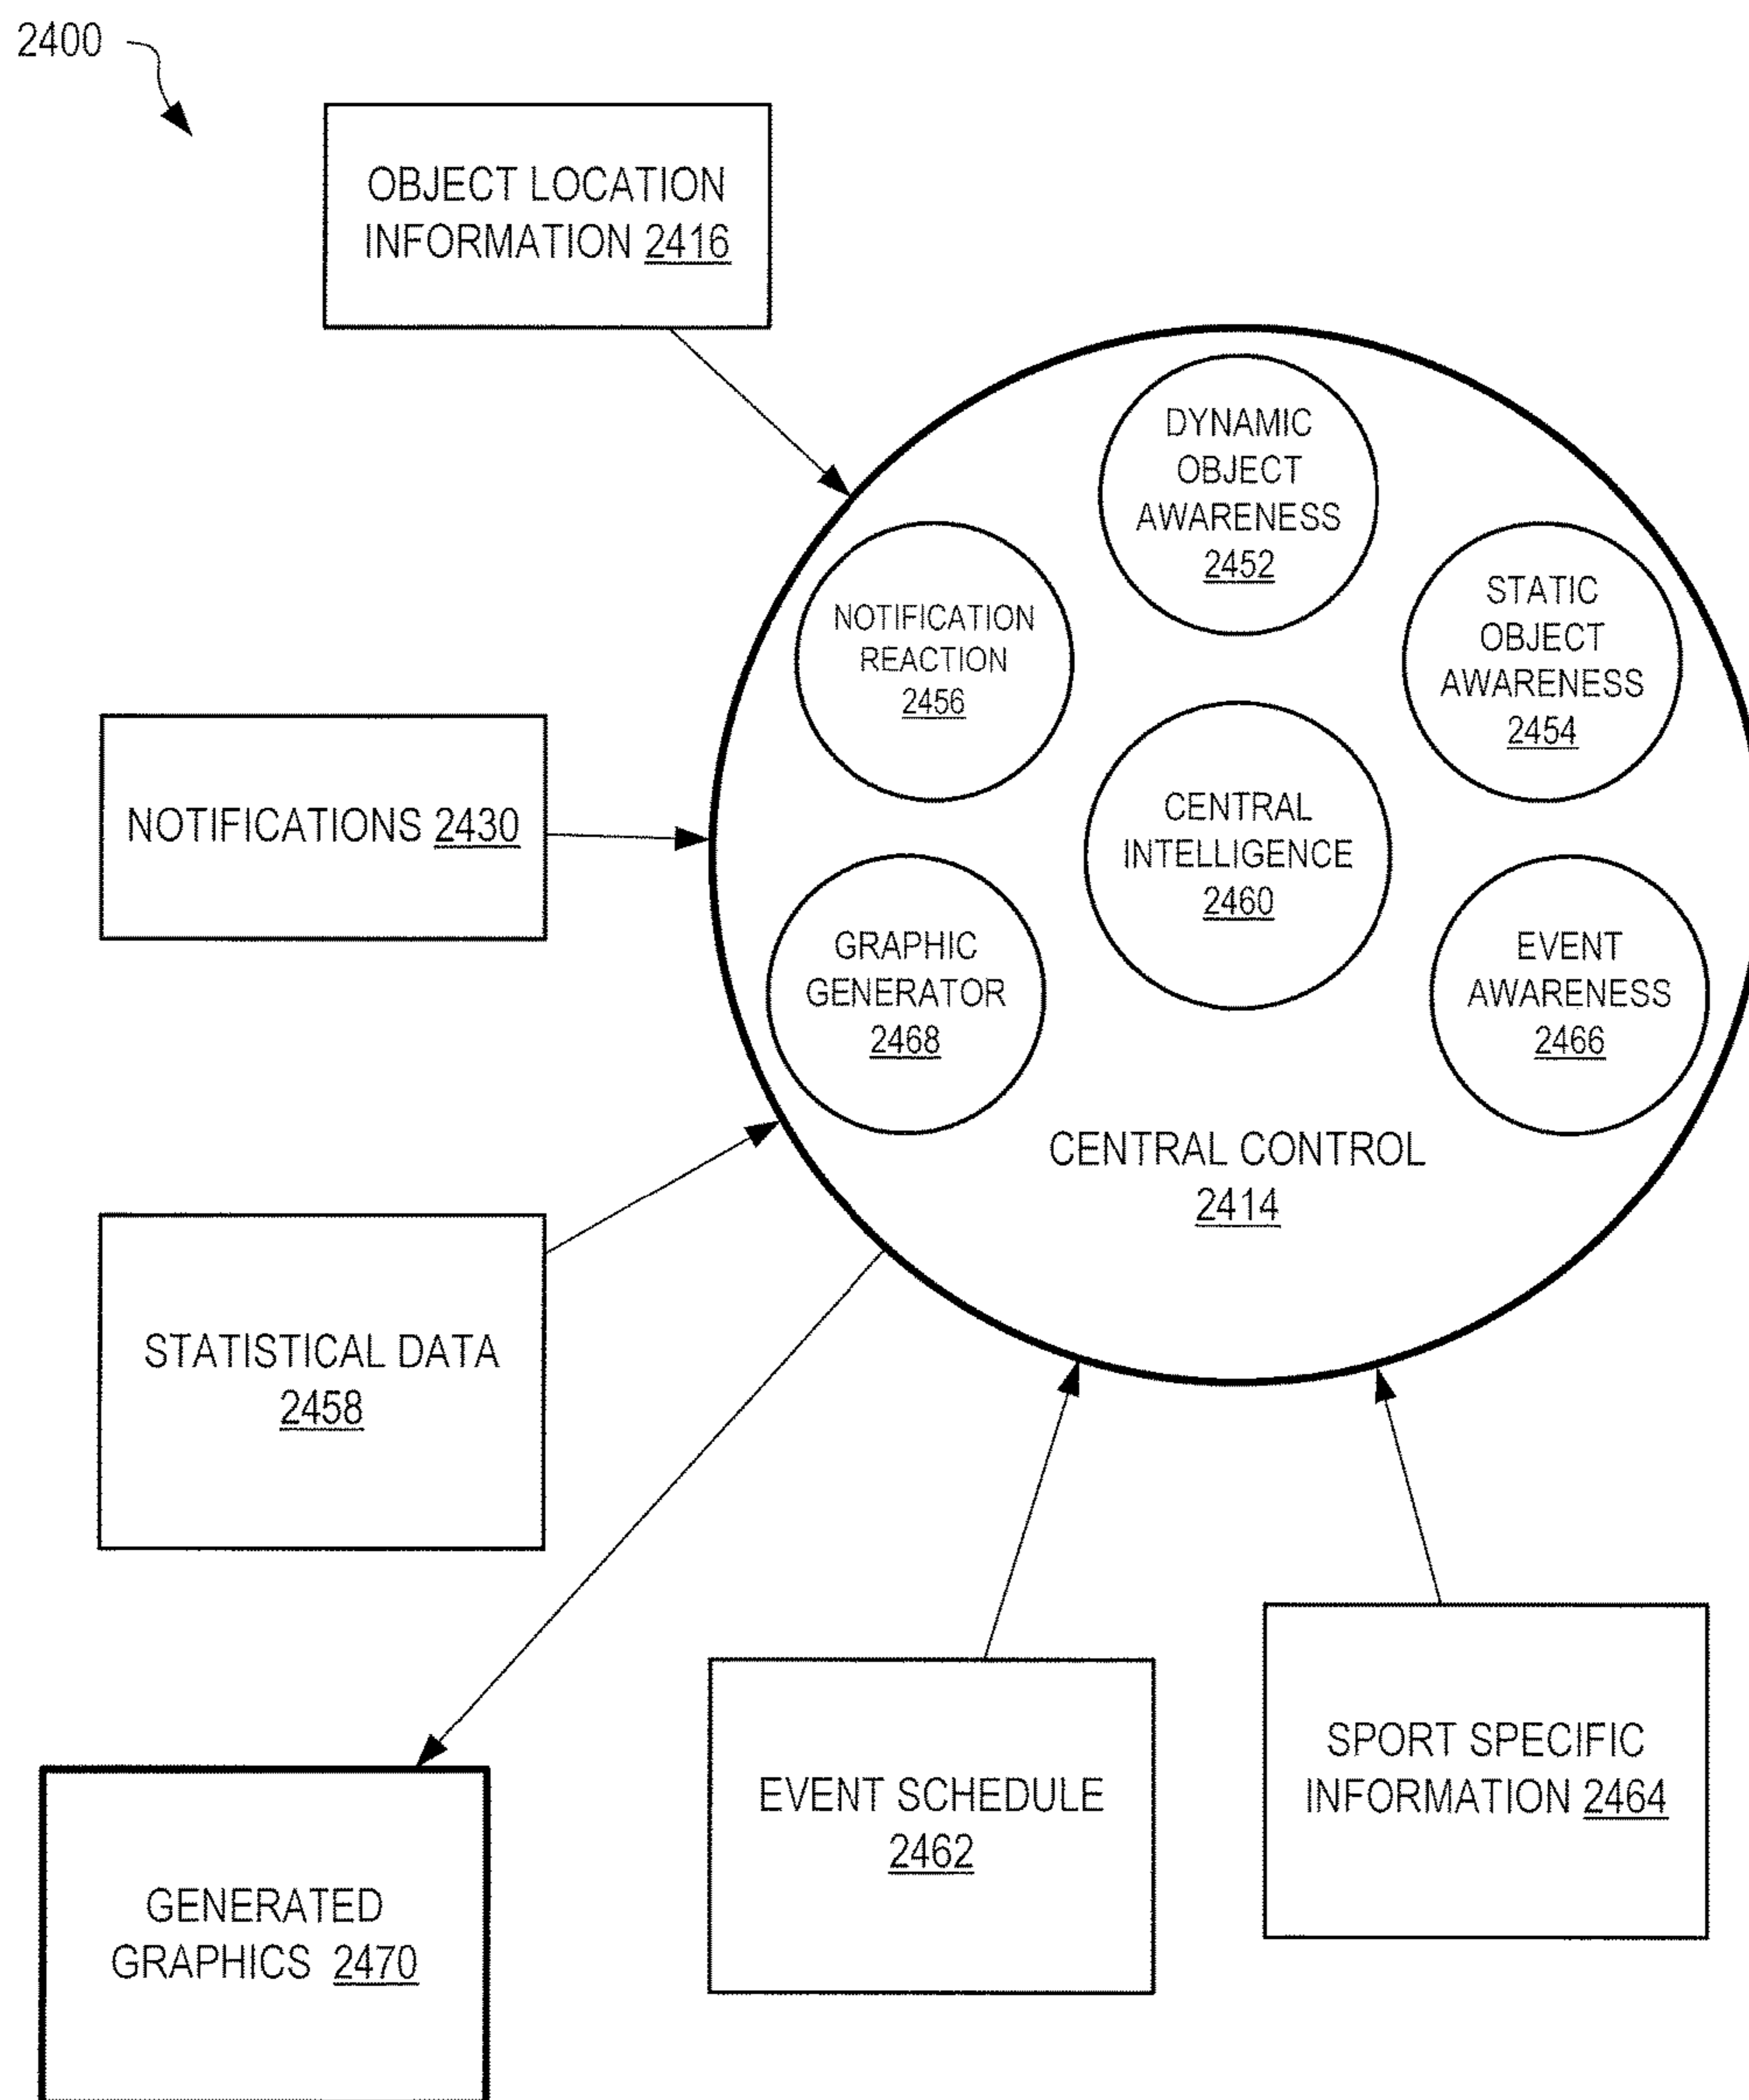 2400
OBJECT LOCATION
INFORMATION 2416
DYNAMIC
OBJECT
AWARENESS
2452
NOTIFICATION
REACTION
2456
STATIC
OBJECT
AWARENESS
2454
NOTIFICATIONS 2430
CENTRAL
INTELLIGENCE
2460
GRAPHIC
GENERATOR
2468
EVENT
AWARENESS
2466
CENTRAL CONTROL
2414
STATISTICAL DATA
2458
EVENT SCHEDULE
2462
SPORT SPECIFIC
INFORMATION 2464
GENERATED
GRAPHICS 2470